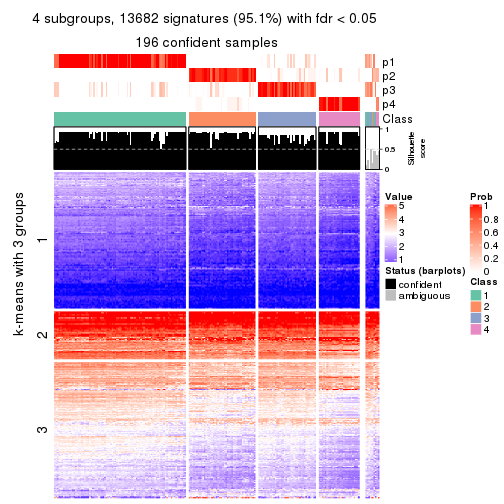 4 subgroups, 13682 signatures (95.1%) with fdr < 0.05
196 confident samples
p1
p2
p3
p4
Class
1
0.5
0
Silhouette
score
k-means with 3 groups
1
2
3
Value
5
4
3
2
1
Status (barplots)
confident
ambiguous
Prob
1
0.8
0.6
0.4
0.2
0
Class
1
2
3
4